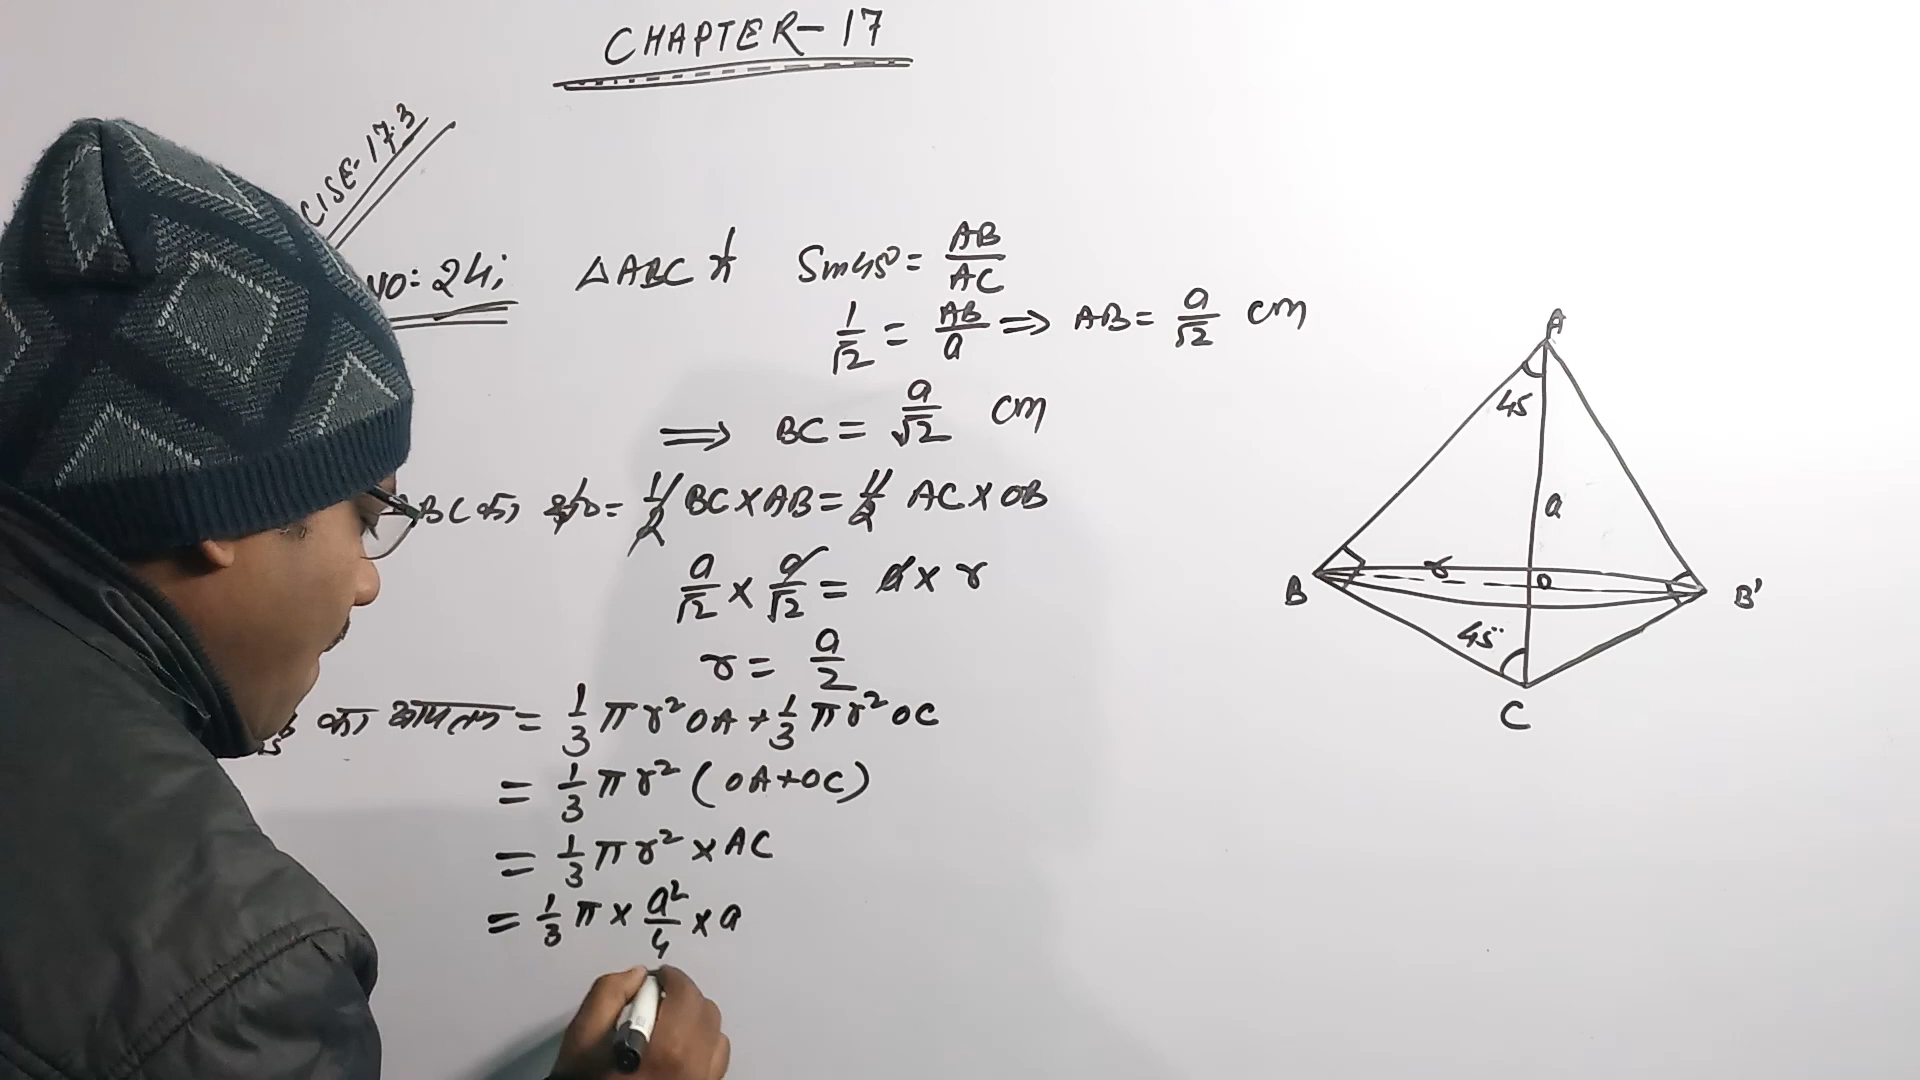 CHAPTER-17
CISE-17.3
NO: 24;
△ABC में Sin45° = AB/AC
1/√2 = AB/a ⇒ AB = a/√2 cm
⇒ BC = a/√2 cm
ABC का क्षे० = 1/2 BC × AB = 1/2 AC × OB
a/√2 × a/√2 = a × r
r = a/2
का आयतन = 1/3 πr² OA + 1/3 πr² OC
= 1/3 πr² (OA+OC)
= 1/3 πr² × AC
= 1/3 π × a²/4 × a
A
45
a
B r O B'
45°
C